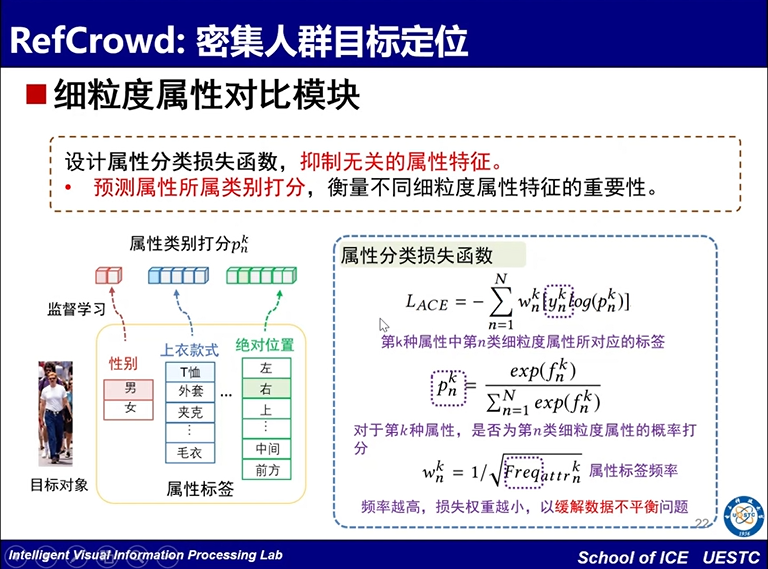 RefCrowd: 密集人群目标定位
细粒度属性对比模块
设计属性分类损失函数，抑制无关的属性特征。
• 预测属性所属类别打分，衡量不同细粒度属性特征的重要性。
属性类别打分pₙᵏ
监督学习
性别
男
女
上衣款式
T恤
外套
夹克
⋮
毛衣
...
绝对位置
左
右
上
⋮
中间
前方
目标对象
属性标签
属性分类损失函数
L_{ACE} = -\sum_{n=1}^{N} w_n^k[y_n^k log(p_n^k)]
第k种属性中第n类细粒度属性所对应的标签
p_n^k = \frac{exp(f_n^k)}{\sum_{n=1}^{N} exp(f_n^k)}
对于第k种属性，是否为第n类细粒度属性的概率打
分
w_n^k = 1/\sqrt{Freq_{attr}{}_n^k} 属性标签频率
频率越高，损失权重越小，以缓解数据不平衡问题
22
UESTC
1956
Intelligent Visual Information Processing Lab
School of ICE UESTC